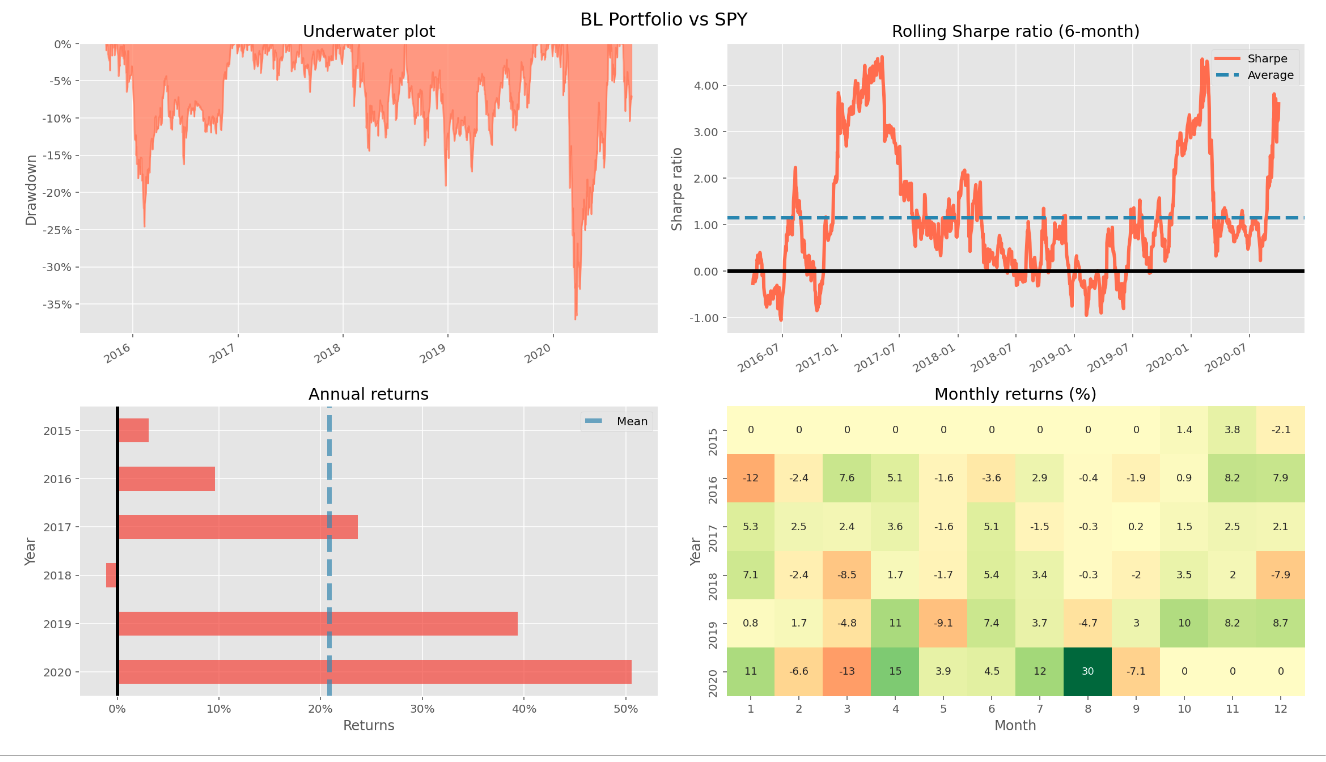 BL Portfolio vs SPY
Underwater plot
0%
-5%
-10%
-15%
-20%
-25%
-30%
-35%
Drawdown
2016
2017
2018
2019
2020
Rolling Sharpe ratio (6-month)
Sharpe
Average
4.00
3.00
2.00
1.00
0.00
-1.00
Sharpe ratio
2016-07
2017-01
2017-07
2018-01
2018-07
2019-01
2019-07
2020-01
2020-07
Annual returns
Mean
2015
2016
2017
2018
2019
2020
Year
0%
10%
20%
30%
40%
50%
Returns
Monthly returns (%)
Year
2015 0 0 0 0 0 0 0 0 0 1.4 3.8 -2.1
2016 -12 -2.4 7.6 5.1 -1.6 -3.6 2.9 -0.4 -1.9 0.9 8.2 7.9
2017 5.3 2.5 2.4 3.6 -1.6 5.1 -1.5 -0.3 0.2 1.5 2.5 2.1
2018 7.1 -2.4 -8.5 1.7 -1.7 5.4 3.4 -0.3 -2 3.5 2 -7.9
2019 0.8 1.7 -4.8 11 -9.1 7.4 3.7 -4.7 3 10 8.2 8.7
2020 11 -6.6 -13 15 3.9 4.5 12 30 -7.1 0 0 0
1 2 3 4 5 6 7 8 9 10 11 12
Month